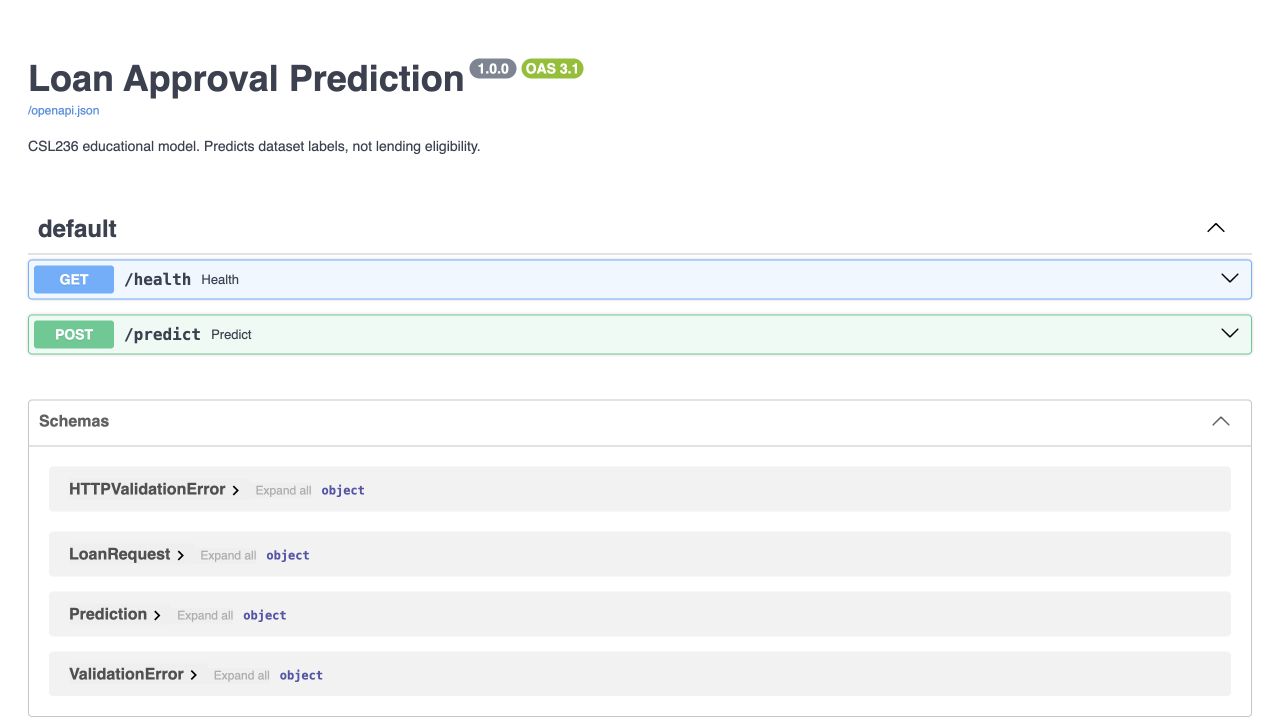 Loan Approval Prediction 1.0.0 OAS 3.1
/openapi.json
CSL236 educational model. Predicts dataset labels, not lending eligibility.
default
GET /health Health
POST /predict Predict
Schemas
HTTPValidationError Expand all object
LoanRequest Expand all object
Prediction Expand all object
ValidationError Expand all object